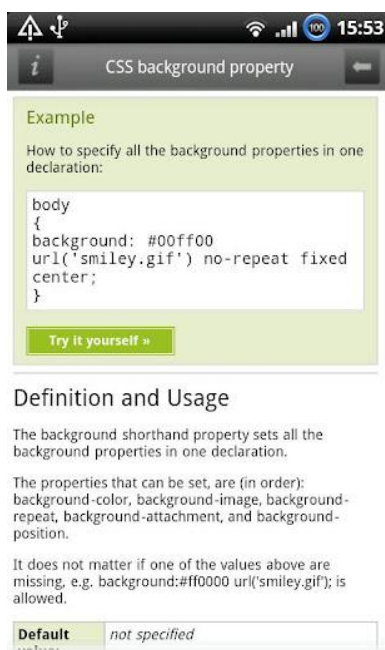 100 15:53
i CSS background property
Example
How to specify all the background properties in one
declaration:
body
{
background: #00ff00
url('smiley.gif') no-repeat fixed
center;
}
Try it yourself »
Definition and Usage
The background shorthand property sets all the
background properties in one declaration.
The properties that can be set, are (in order):
background-color, background-image, background-
repeat, background-attachment, and background-
position.
It does not matter if one of the values above are
missing, e.g. background:#ff0000 url('smiley.gif'); is
allowed.
Default not specified